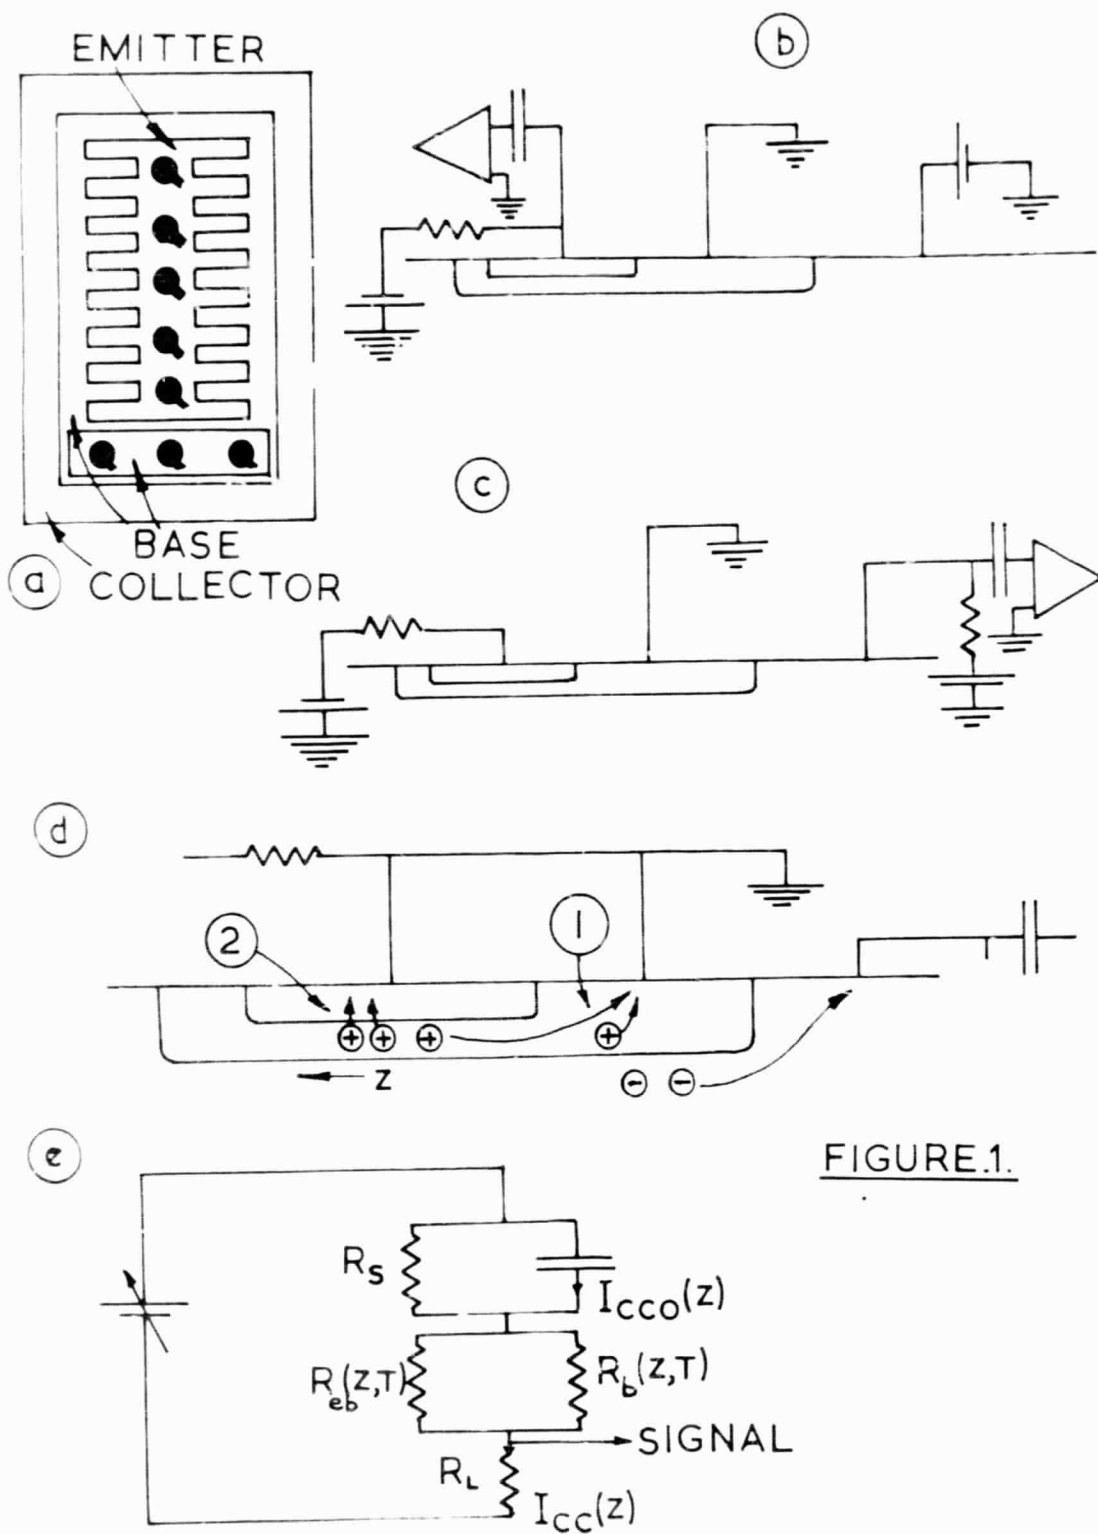 EMITTER
b
BASE
a COLLECTOR
c
d
2
1
+ + + +
− −
Z
e
FIGURE.1.
R_S
I_CCO(Z)
R_eb(Z,T)
R_b(Z,T)
SIGNAL
R_L
I_CC(Z)